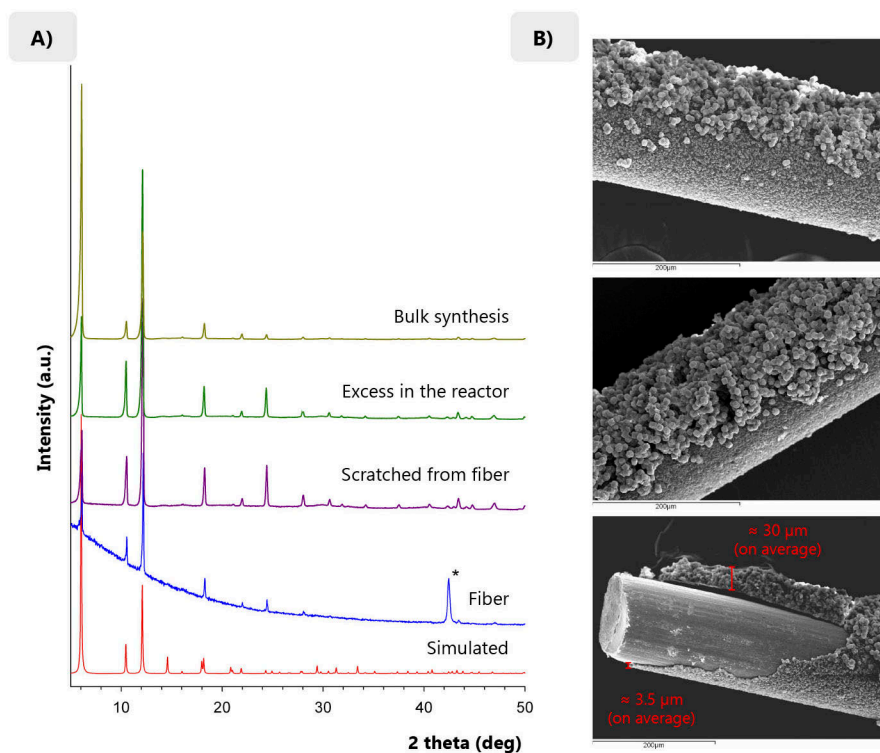 A)
B)
Intensity (a.u.)
Bulk synthesis
Excess in the reactor
Scratched from fiber
*
Fiber
Simulated
10
20
30
40
50
2 theta (deg)
200µm
200µm
≈ 30 µm
(on average)
≈ 3.5 µm
(on average)
200µm